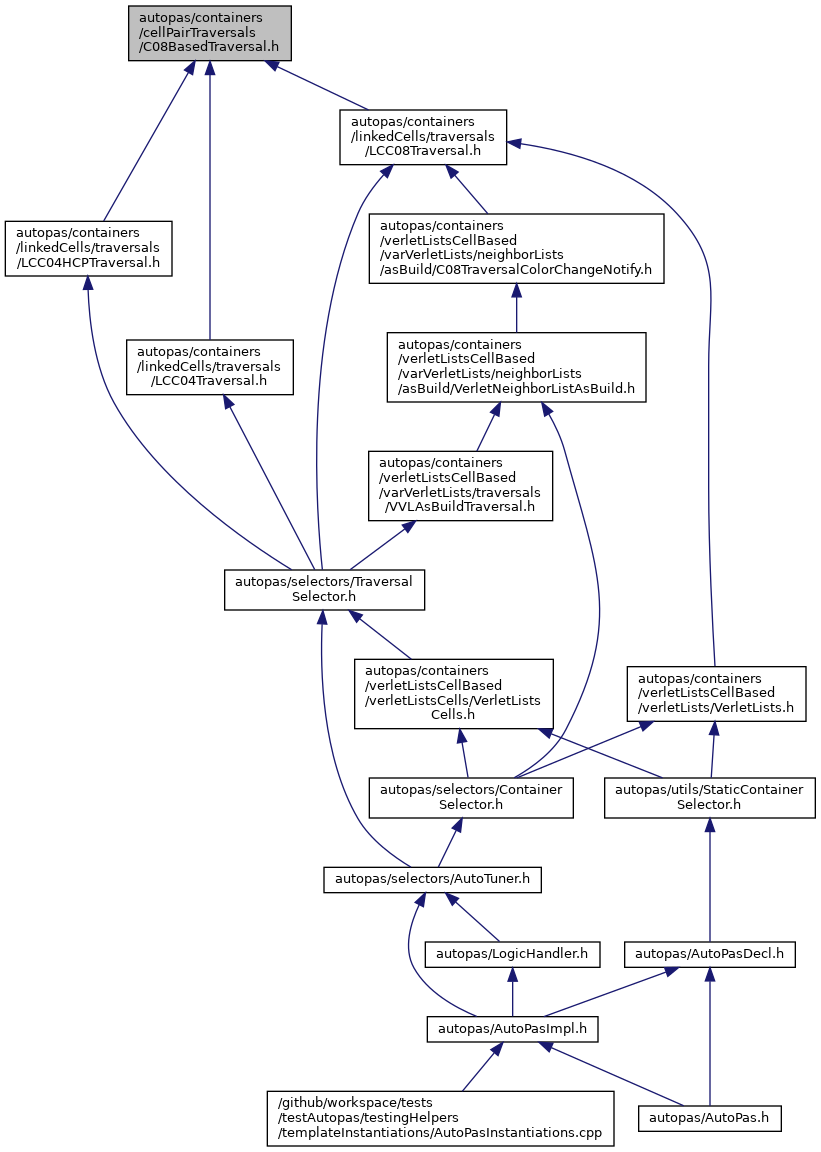 autopas/containers
/cellPairTraversals
/C08BasedTraversal.h
autopas/containers
/linkedCells/traversals
/LCC08Traversal.h
autopas/containers
/linkedCells/traversals
/LCC04HCPTraversal.h
autopas/containers
/verletListsCellBased
/varVerletLists/neighborLists
/asBuild/C08TraversalColorChangeNotify.h
autopas/containers
/linkedCells/traversals
/LCC04Traversal.h
autopas/containers
/verletListsCellBased
/varVerletLists/neighborLists
/asBuild/VerletNeighborListAsBuild.h
autopas/containers
/verletListsCellBased
/varVerletLists/traversals
/VVLAsBuildTraversal.h
autopas/selectors/Traversal
Selector.h
autopas/containers
/verletListsCellBased
/verletListsCells/VerletLists
Cells.h
autopas/containers
/verletListsCellBased
/verletLists/VerletLists.h
autopas/selectors/Container
Selector.h
autopas/utils/StaticContainer
Selector.h
autopas/selectors/AutoTuner.h
autopas/LogicHandler.h
autopas/AutoPasDecl.h
autopas/AutoPasImpl.h
/github/workspace/tests
/testAutopas/testingHelpers
/templateInstantiations/AutoPasInstantiations.cpp
autopas/AutoPas.h